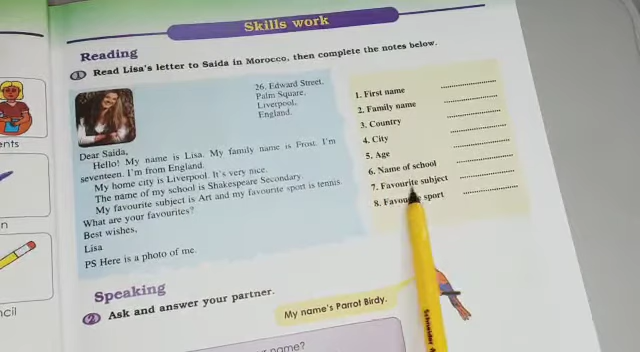 Skills work
Reading
1 Read Lisa's letter to Saida in Morocco, then complete the notes below.
26, Edward Street,
Palm Square,
Liverpool,
England.
Dear Saida,
Hello! My name is Lisa. My family name is Frost. I'm
seventeen. I'm from England.
My home city is Liverpool. It's very nice.
The name of my school is Shakespeare Secondary.
My favourite subject is Art and my favourite sport is tennis.
What are your favourites?
Best wishes,
Lisa
PS Here is a photo of me.
1. First name
2. Family name
3. Country
4. City
5. Age
6. Name of school
7. Favourite subject
8. Favourite sport
Speaking
2 Ask and answer your partner.
My name's Parrot Birdy.
name?
Schneider